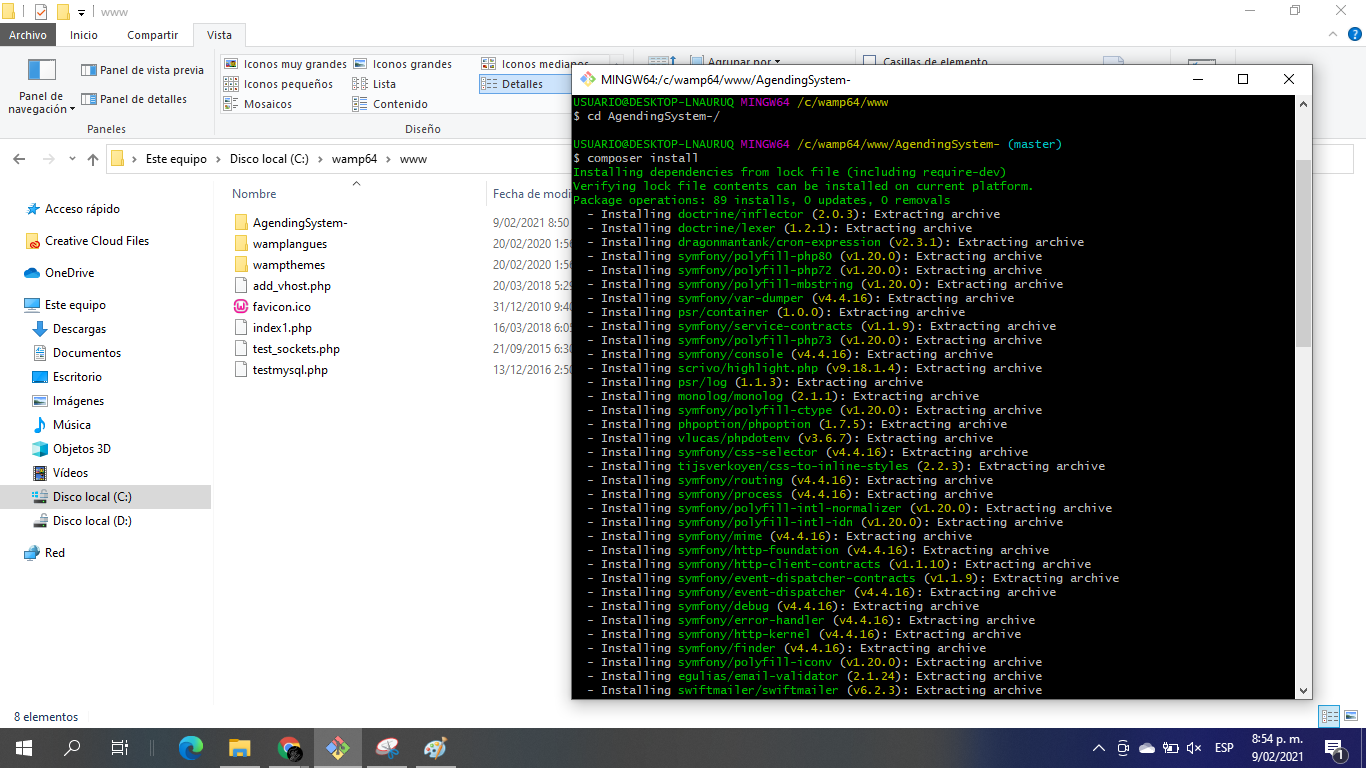 www
Archivo Inicio Compartir Vista
Panel de navegación
Panel de vista previa
Panel de detalles
Paneles
Iconos muy grandes Iconos grandes Iconos medianos
Iconos pequeños Lista Detalles
Mosaicos Contenido
Diseño
Agrupar por
Casillas de elemento
Este equipo Disco local (C:) wamp64 www
Acceso rápido
Creative Cloud Files
OneDrive
Este equipo
Descargas
Documentos
Escritorio
Imágenes
Música
Objetos 3D
Vídeos
Disco local (C:)
Disco local (D:)
Red
Nombre Fecha de modi
AgendingSystem- 9/02/2021 8:50
wamplangues 20/02/2020 1:56
wampthemes 20/02/2020 1:56
add_vhost.php 20/03/2018 5:29
favicon.ico 31/12/2010 9:40
index1.php 16/03/2018 6:05
test_sockets.php 21/09/2015 6:30
testmysql.php 13/12/2016 2:50
MINGW64:/c/wamp64/www/AgendingSystem-
USUARIO@DESKTOP-LNAURUQ MINGW64 /c/wamp64/www
$ cd AgendingSystem-/
USUARIO@DESKTOP-LNAURUQ MINGW64 /c/wamp64/www/AgendingSystem- (master)
$ composer install
Installing dependencies from lock file (including require-dev)
Verifying lock file contents can be installed on current platform.
Package operations: 89 installs, 0 updates, 0 removals
- Installing doctrine/inflector (2.0.3): Extracting archive
- Installing doctrine/lexer (1.2.1): Extracting archive
- Installing dragonmantank/cron-expression (v2.3.1): Extracting archive
- Installing symfony/polyfill-php80 (v1.20.0): Extracting archive
- Installing symfony/polyfill-php72 (v1.20.0): Extracting archive
- Installing symfony/polyfill-mbstring (v1.20.0): Extracting archive
- Installing symfony/var-dumper (v4.4.16): Extracting archive
- Installing psr/container (1.0.0): Extracting archive
- Installing symfony/service-contracts (v1.1.9): Extracting archive
- Installing symfony/polyfill-php73 (v1.20.0): Extracting archive
- Installing symfony/console (v4.4.16): Extracting archive
- Installing scrivo/highlight.php (v9.18.1.4): Extracting archive
- Installing psr/log (1.1.3): Extracting archive
- Installing monolog/monolog (2.1.1): Extracting archive
- Installing symfony/polyfill-ctype (v1.20.0): Extracting archive
- Installing phpoption/phpoption (1.7.5): Extracting archive
- Installing vlucas/phpdotenv (v3.6.7): Extracting archive
- Installing symfony/css-selector (v4.4.16): Extracting archive
- Installing tijsverkoyen/css-to-inline-styles (2.2.3): Extracting archive
- Installing symfony/routing (v4.4.16): Extracting archive
- Installing symfony/process (v4.4.16): Extracting archive
- Installing symfony/polyfill-intl-normalizer (v1.20.0): Extracting archive
- Installing symfony/polyfill-intl-idn (v1.20.0): Extracting archive
- Installing symfony/mime (v4.4.16): Extracting archive
- Installing symfony/http-foundation (v4.4.16): Extracting archive
- Installing symfony/http-client-contracts (v1.1.10): Extracting archive
- Installing symfony/event-dispatcher-contracts (v1.1.9): Extracting archive
- Installing symfony/event-dispatcher (v4.4.16): Extracting archive
- Installing symfony/debug (v4.4.16): Extracting archive
- Installing symfony/error-handler (v4.4.16): Extracting archive
- Installing symfony/http-kernel (v4.4.16): Extracting archive
- Installing symfony/finder (v4.4.16): Extracting archive
- Installing symfony/polyfill-iconv (v1.20.0): Extracting archive
- Installing egulias/email-validator (2.1.24): Extracting archive
- Installing swiftmailer/swiftmailer (v6.2.3): Extracting archive
8 elementos
ESP
8:54 p. m.
9/02/2021
1